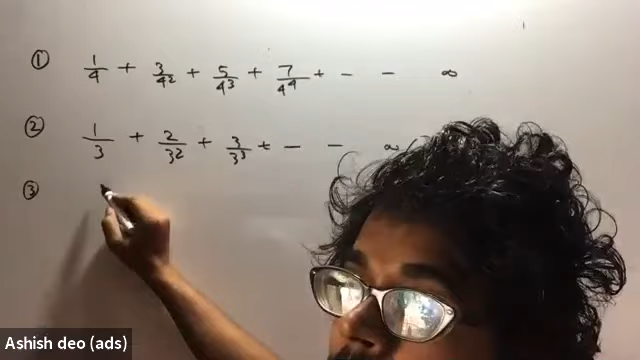 ① 1/4 + 3/4² + 5/4³ + 7/4⁴ + - - ∞
② 1/3 + 2/3² + 3/3³ + - - ∞
③
Ashish deo (ads)